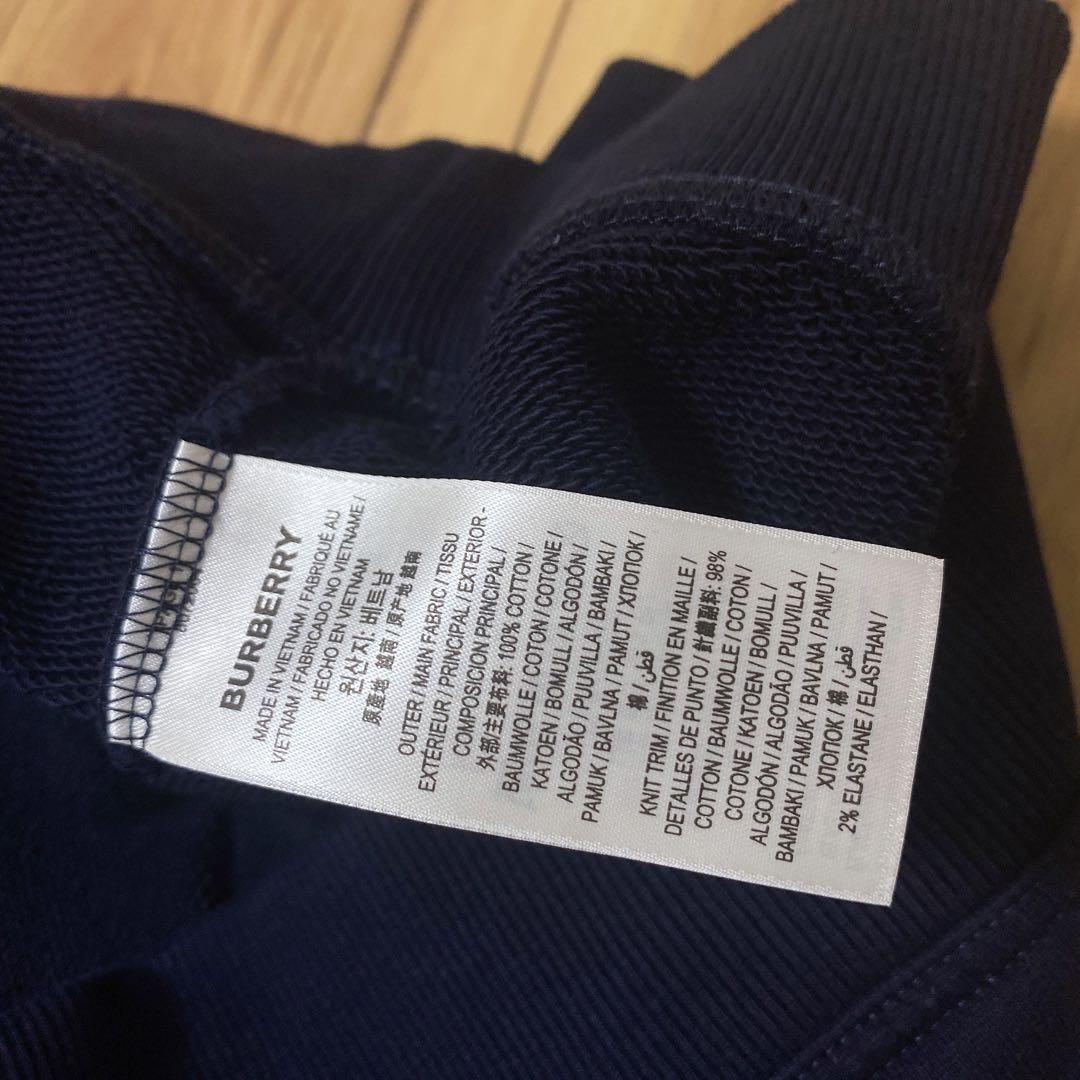 BURBERRY
MADE IN VIETNAM / FABRIQUÉ AU
VIETNAM / FABRICADO NO VIETNAME /
HECHO EN VIETNAM
원산지: 베트남
原產地 越南 / 原产地 越南
OUTER / MAIN FABRIC / TISSU
EXTÉRIEUR / PRINCIPAL / EXTERIOR -
COMPOSICIÓN PRINCIPAL /
外部主要布料: 100% COTTON /
BAUMWOLLE / COTON / COTONE /
KATOEN / BOMULL / ALGODÓN /
ALGODÃO / PUUVILLA / BAMBAKI /
PAMUK / BAVLNA / PAMUT / ХЛОПОК /
棉 / قطن
KNIT TRIM / FINITION EN MAILLE /
DETALLES DE PUNTO / 針織副料: 98%
COTTON / BAUMWOLLE / COTON /
COTONE / KATOEN / BOMULL /
ALGODÓN / ALGODÃO / PUUVILLA /
BAMBAKI / PAMUK / BAVLNA / PAMUT /
ХЛОПОК / 棉 / قطن
2% ELASTANE / ELASTHAN /